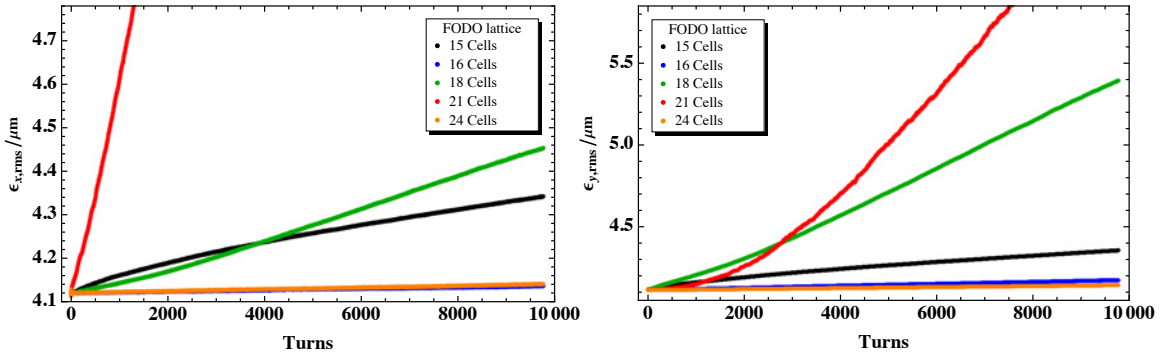 4.7
4.6
4.5
4.4
4.3
4.2
4.1
ϵx,rms/μm
0 2000 4000 6000 8000 10 000
Turns
FODO lattice
15 Cells
16 Cells
18 Cells
21 Cells
24 Cells
5.5
5.0
4.5
ϵy,rms/μm
0 2000 4000 6000 8000 10 000
Turns
FODO lattice
15 Cells
16 Cells
18 Cells
21 Cells
24 Cells